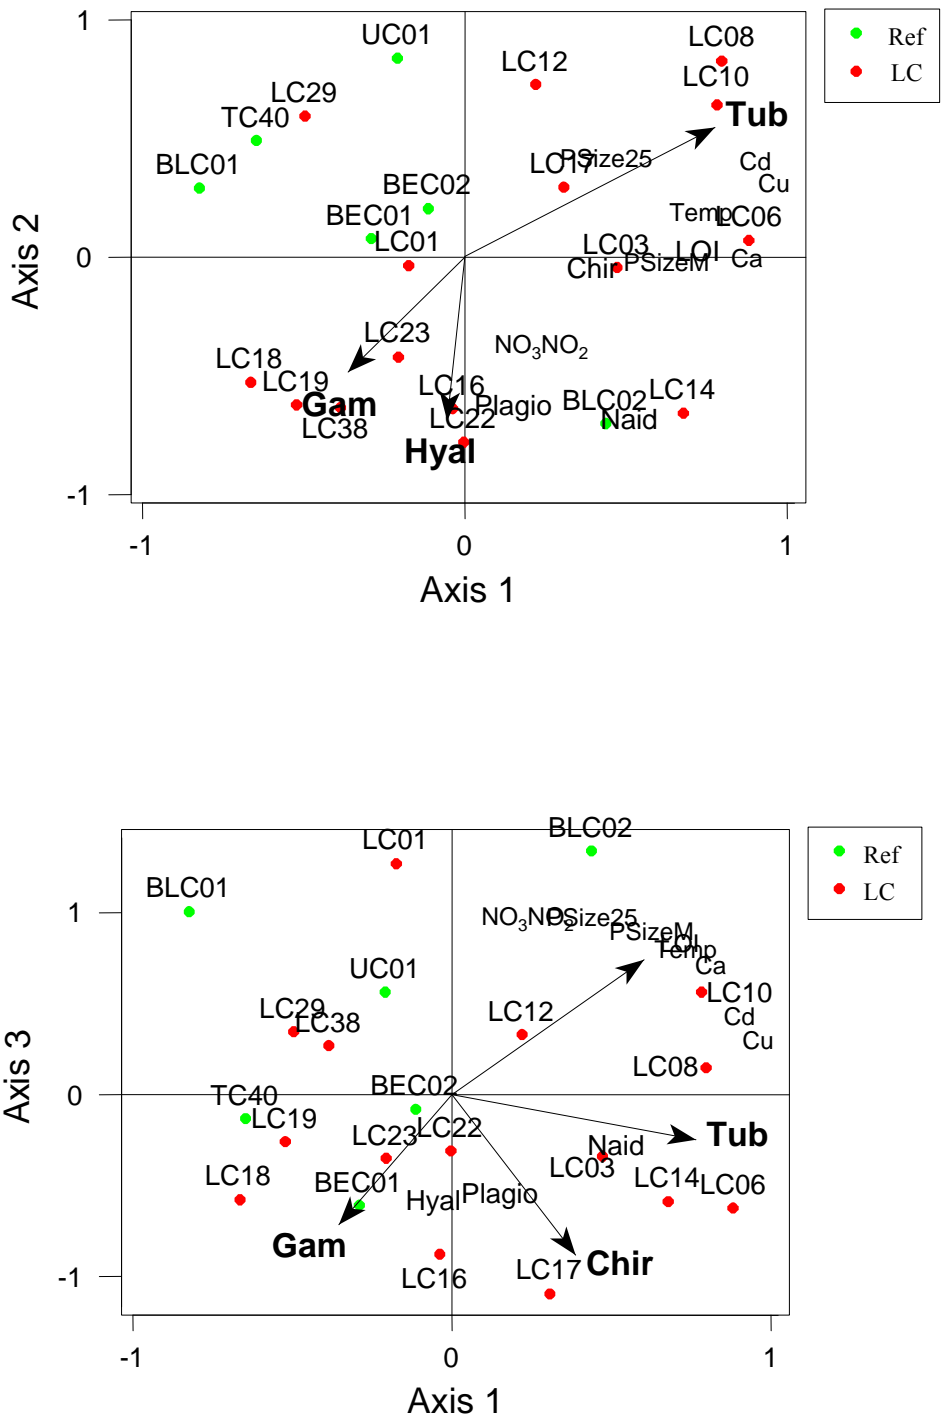 1
UC01
LC08
Ref
LC12
LC10
LC
LC29
Tub
TC40
BLC01
LC17
PSize25
Cd
BEC02
Cu
BEC01
Temp
LC06
LC01
LC03
LOI
Axis 2
0
Chir
PSizeM
Ca
LC23
NO3NO2
LC18
LC19
LC16
BLC02
LC14
Gam
Plagio
LC38
LC22
Naid
Hyal
-1
-1
0
1
Axis 1
LC01
BLC02
Ref
BLC01
LC
1
NO3NO2
PSize25
PSizeM
LOI
Temp
UC01
Ca
LC29
LC38
LC12
LC10
Cd
Cu
Axis 3
LC08
BEC02
0
TC40
LC19
LC22
LC23
Tub
Naid
LC03
LC18
BEC01
Hyal
Plagio
LC14
LC06
Gam
Chir
LC16
LC17
-1
-1
0
1
Axis 1